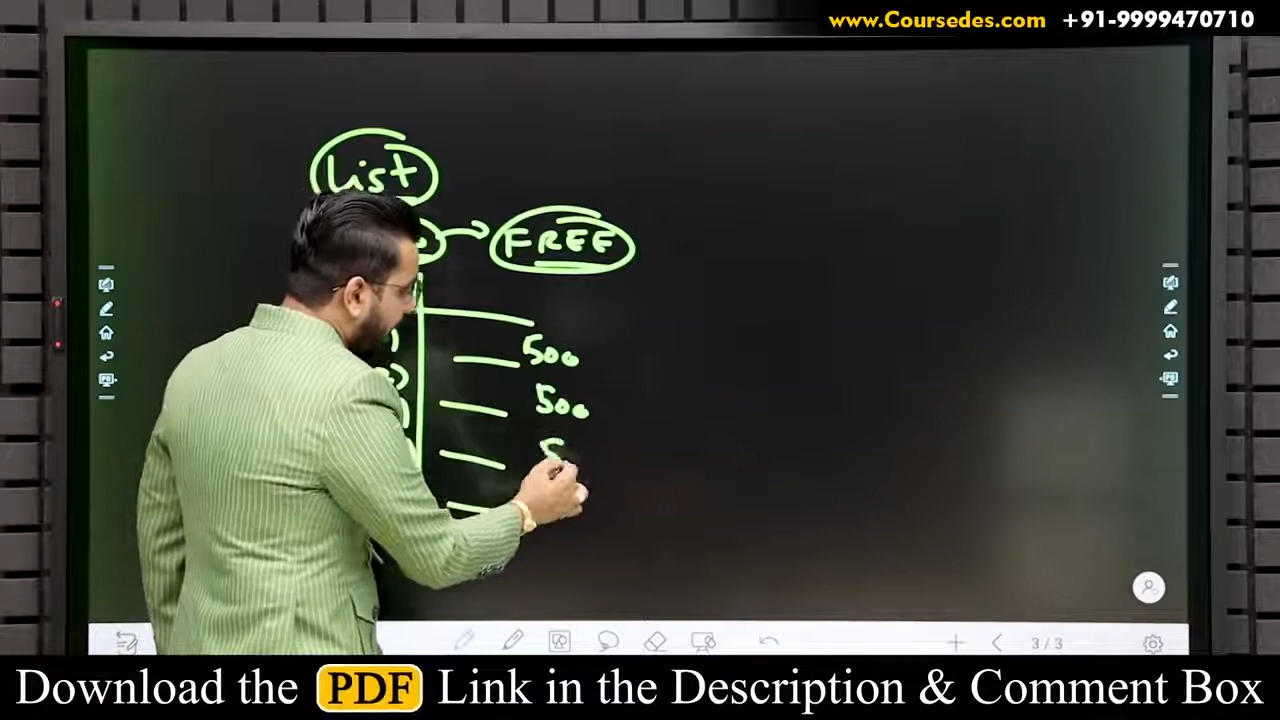 www.Coursedes.com +91-9999470710
List
FREE
500
500
3/3
Download the PDF Link in the Description & Comment Box